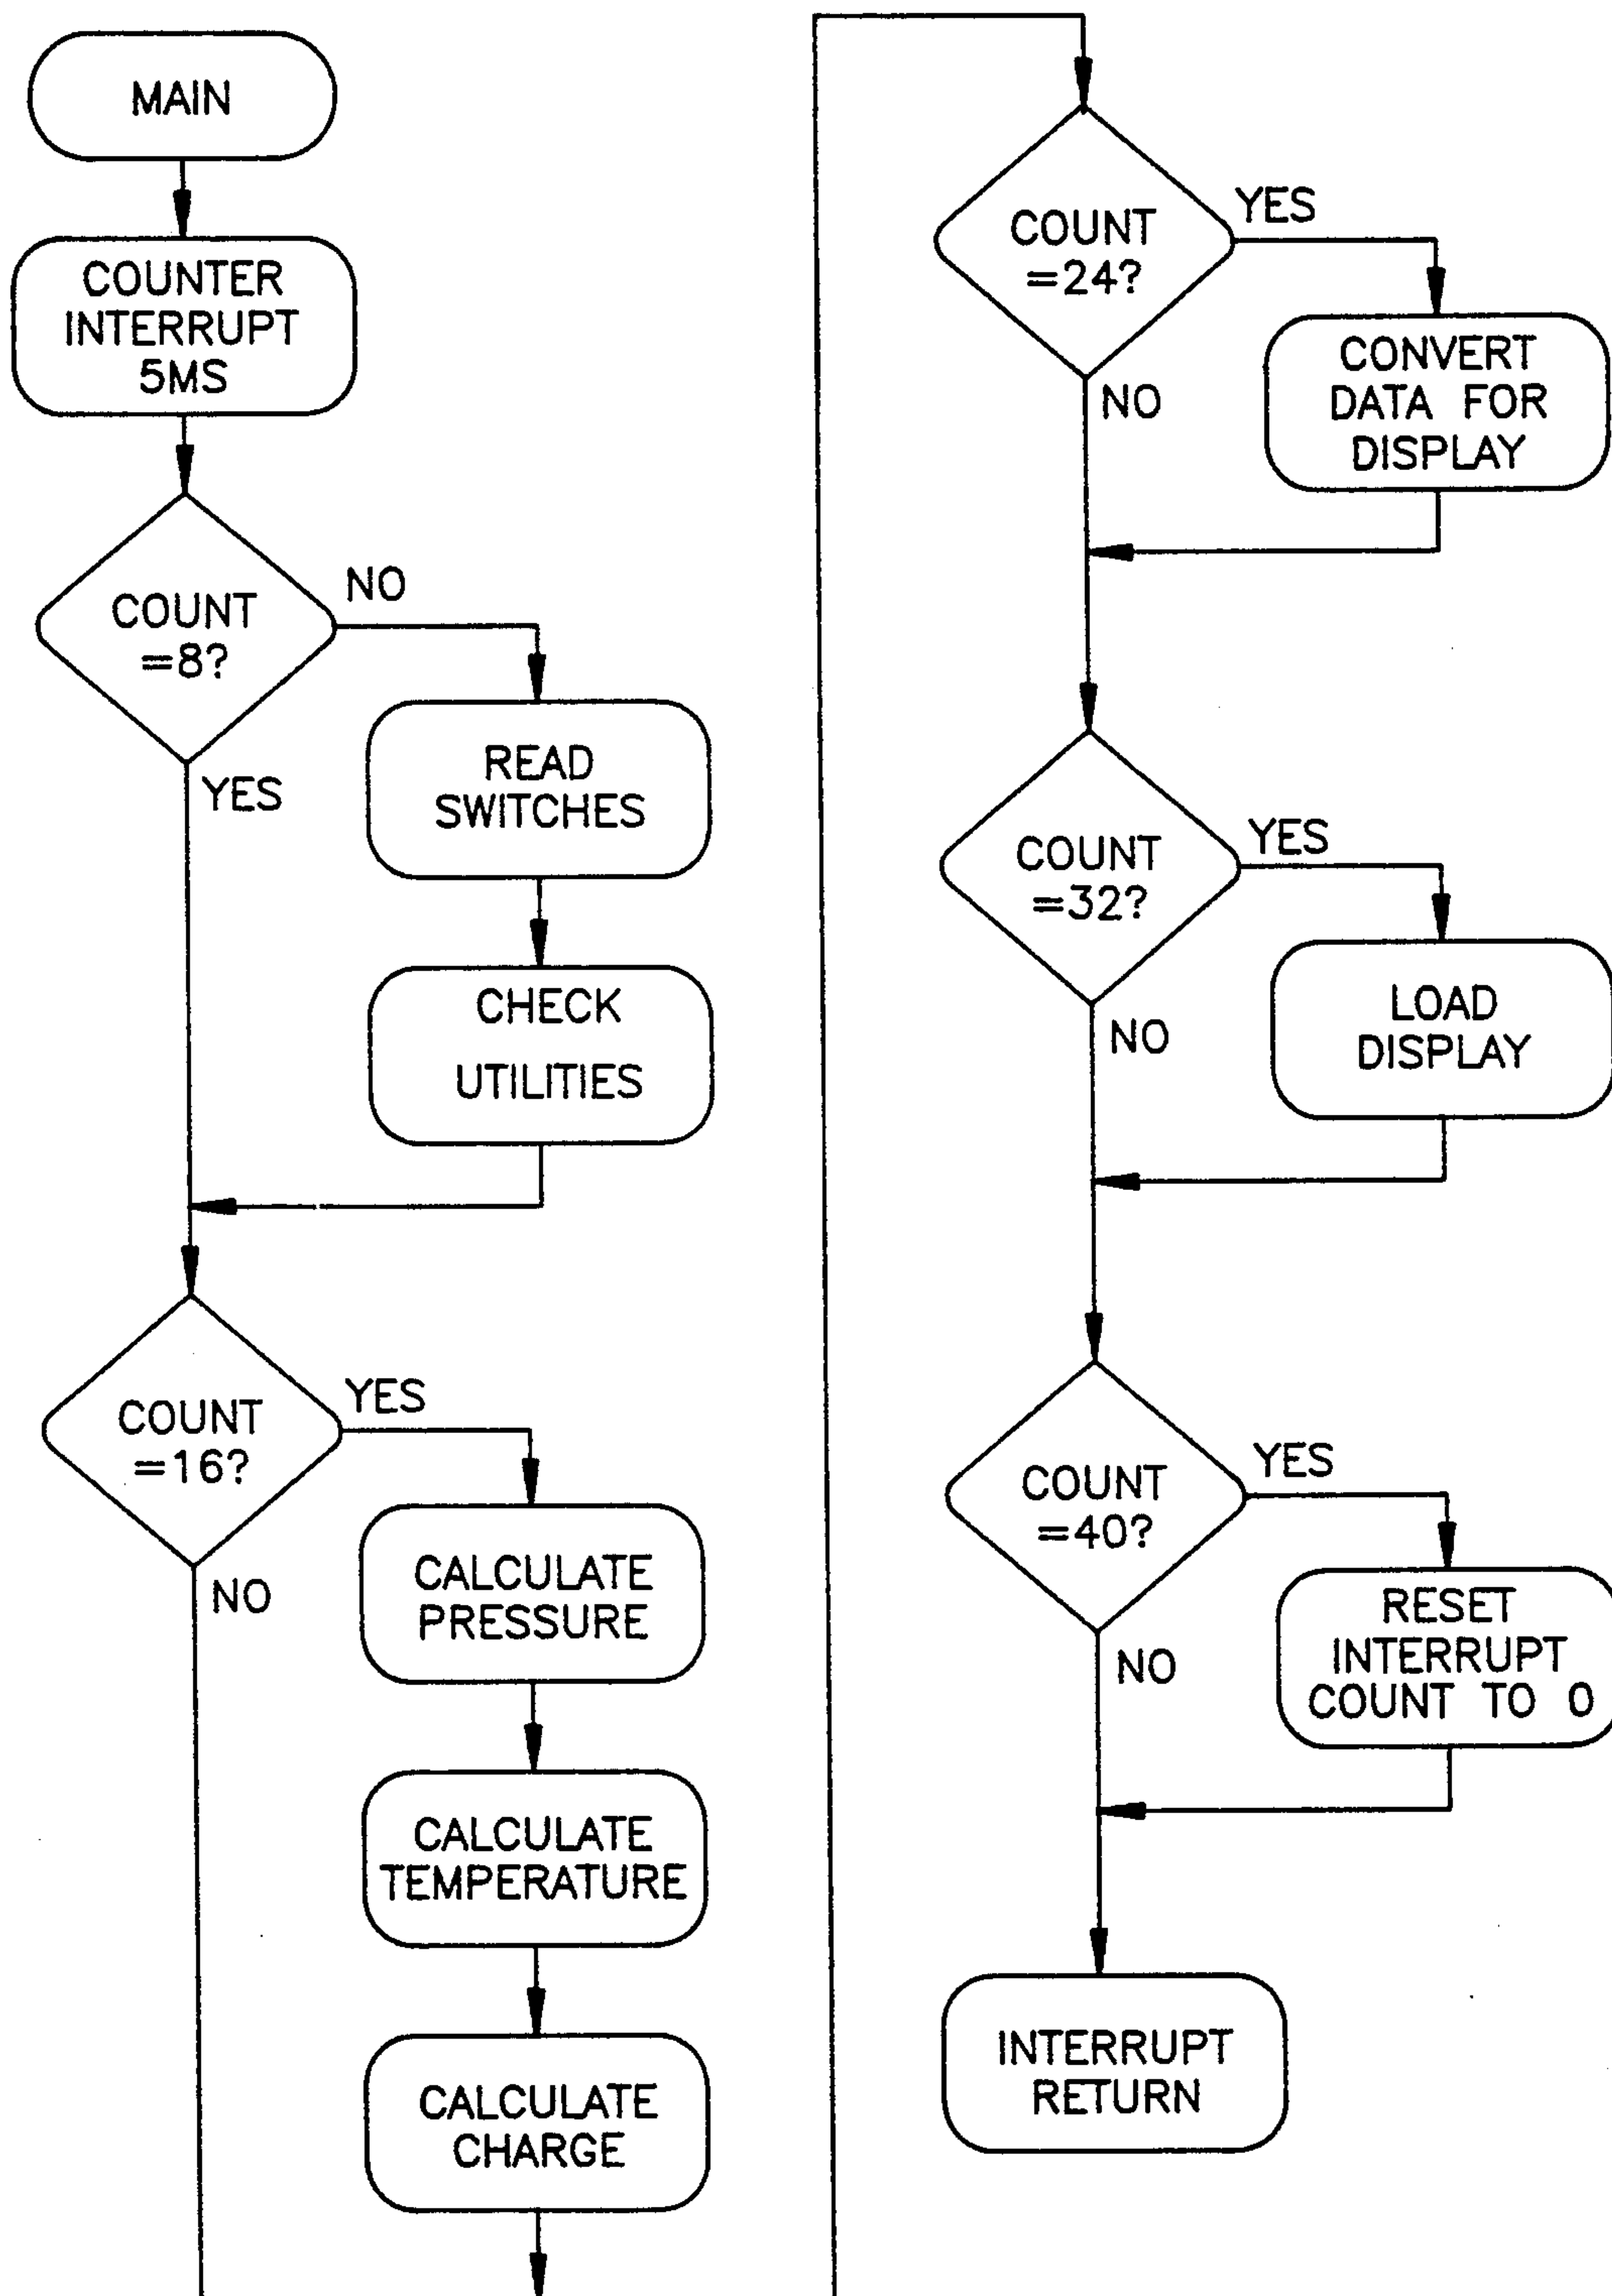 MAIN
COUNTER
INTERRUPT
5MS
COUNT
=8?
NO
YES
READ
SWITCHES
CHECK
UTILITIES
COUNT
=16?
YES
NO
CALCULATE
PRESSURE
CALCULATE
TEMPERATURE
CALCULATE
CHARGE
COUNT
=24?
YES
NO
CONVERT
DATA FOR
DISPLAY
COUNT
=32?
YES
NO
LOAD
DISPLAY
COUNT
=40?
YES
NO
RESET
INTERRUPT
COUNT TO 0
INTERRUPT
RETURN